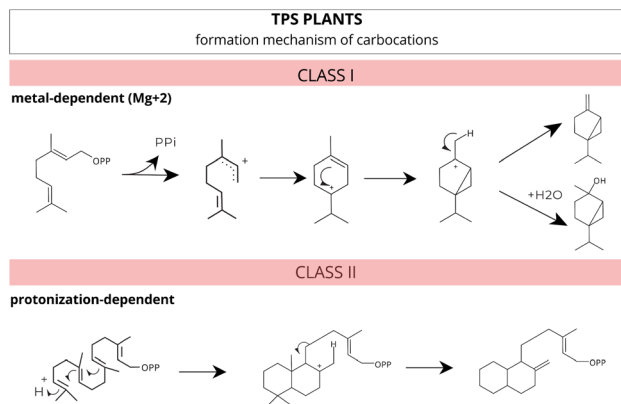 TPS PLANTS
formation mechanism of carbocations
CLASS I
metal-dependent (Mg+2)
PPi
OPP
+
+
H
+
+H2O
OH
CLASS II
protonization-dependent
+
H
OPP
H
+
OPP
OPP